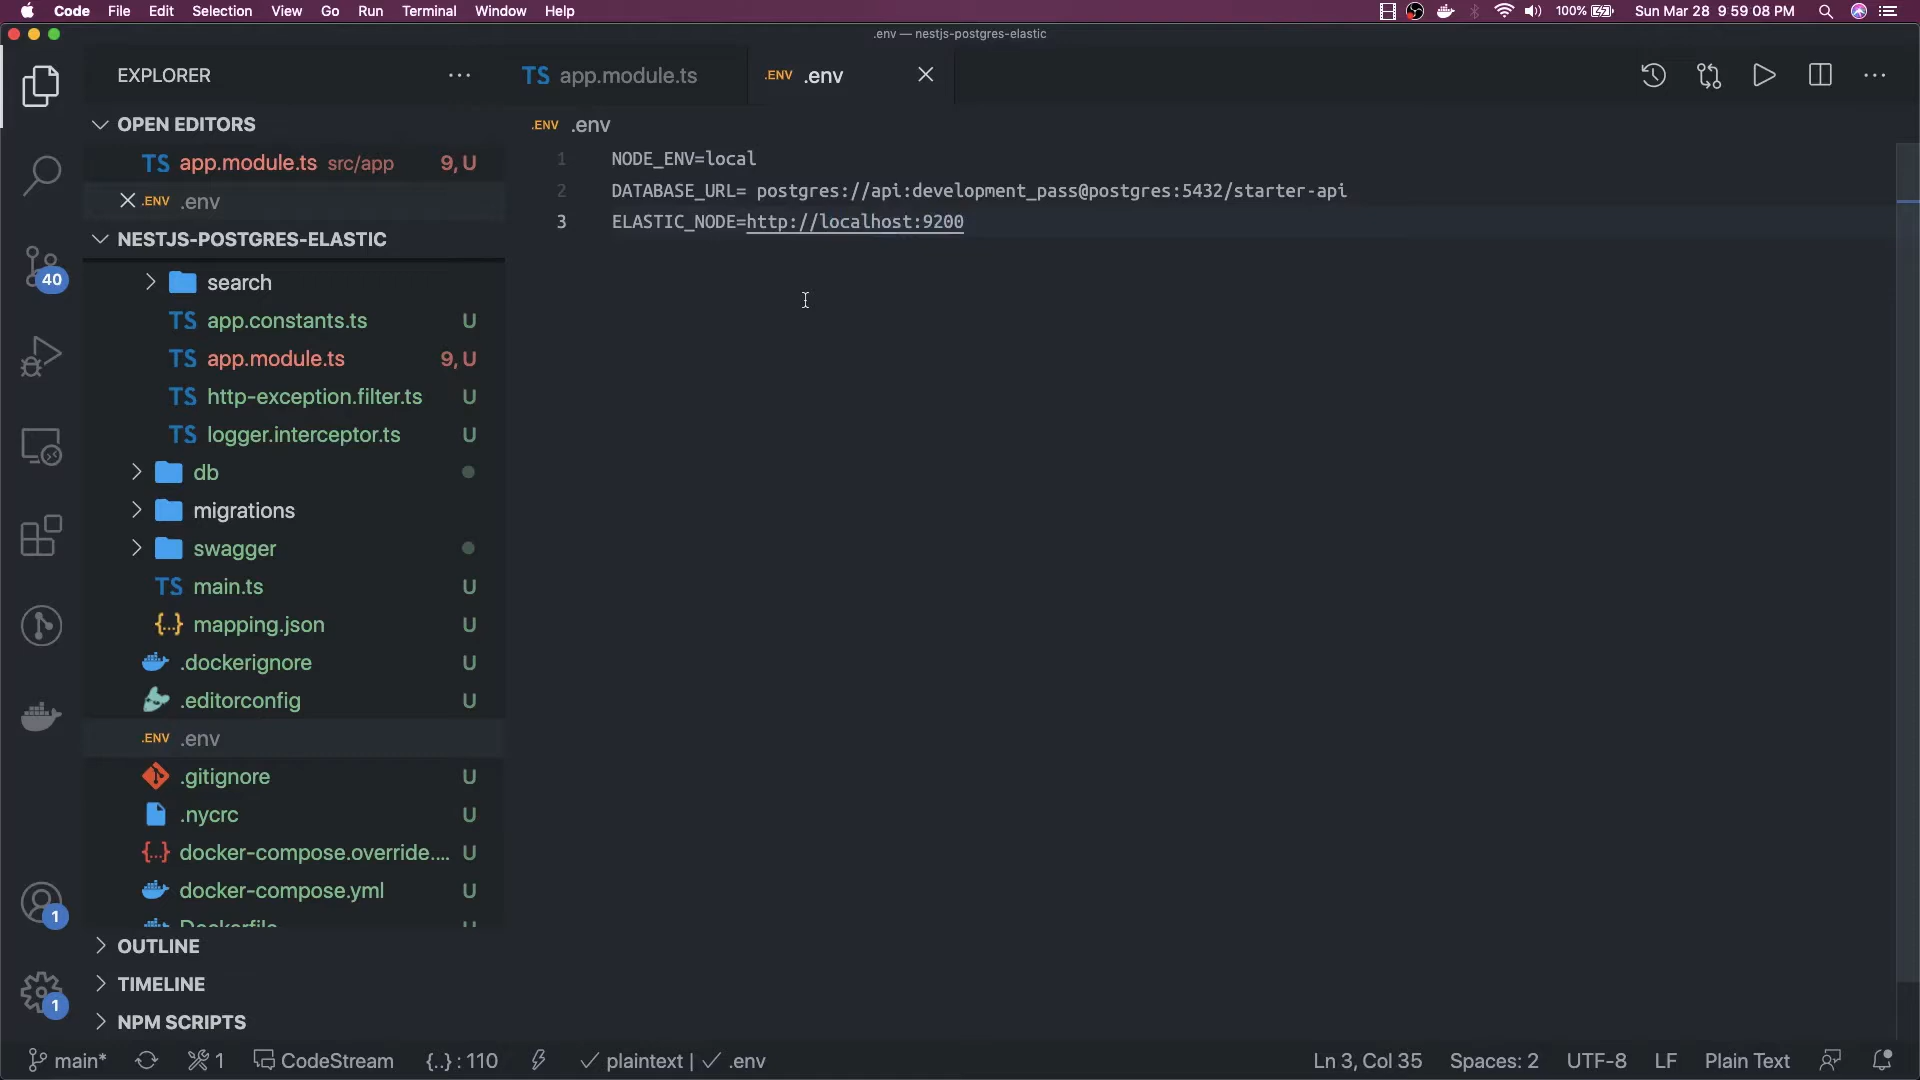 Code File Edit Selection View Go Run Terminal Window Help 100% Sun Mar 28 9 59 08 PM
.env — nestjs-postgres-elastic
EXPLORER
TS app.module.ts
.ENV .env
OPEN EDITORS
TS app.module.ts src/app 9, U
.ENV .env
NESTJS-POSTGRES-ELASTIC
search
TS app.constants.ts U
TS app.module.ts 9, U
TS http-exception.filter.ts U
TS logger.interceptor.ts U
db
migrations
swagger
TS main.ts U
{..} mapping.json U
.dockerignore U
.editorconfig U
.ENV .env
.gitignore U
.nycrc U
{..} docker-compose.override.... U
docker-compose.yml U
Dockerfile U
OUTLINE
TIMELINE
NPM SCRIPTS
40
1
1
.ENV .env
1 NODE_ENV=local
2 DATABASE_URL= postgres://api:development_pass@postgres:5432/starter-api
3 ELASTIC_NODE=http://localhost:9200
main* 1 CodeStream {..} : 110 plaintext | .env Ln 3, Col 35 Spaces: 2 UTF-8 LF Plain Text